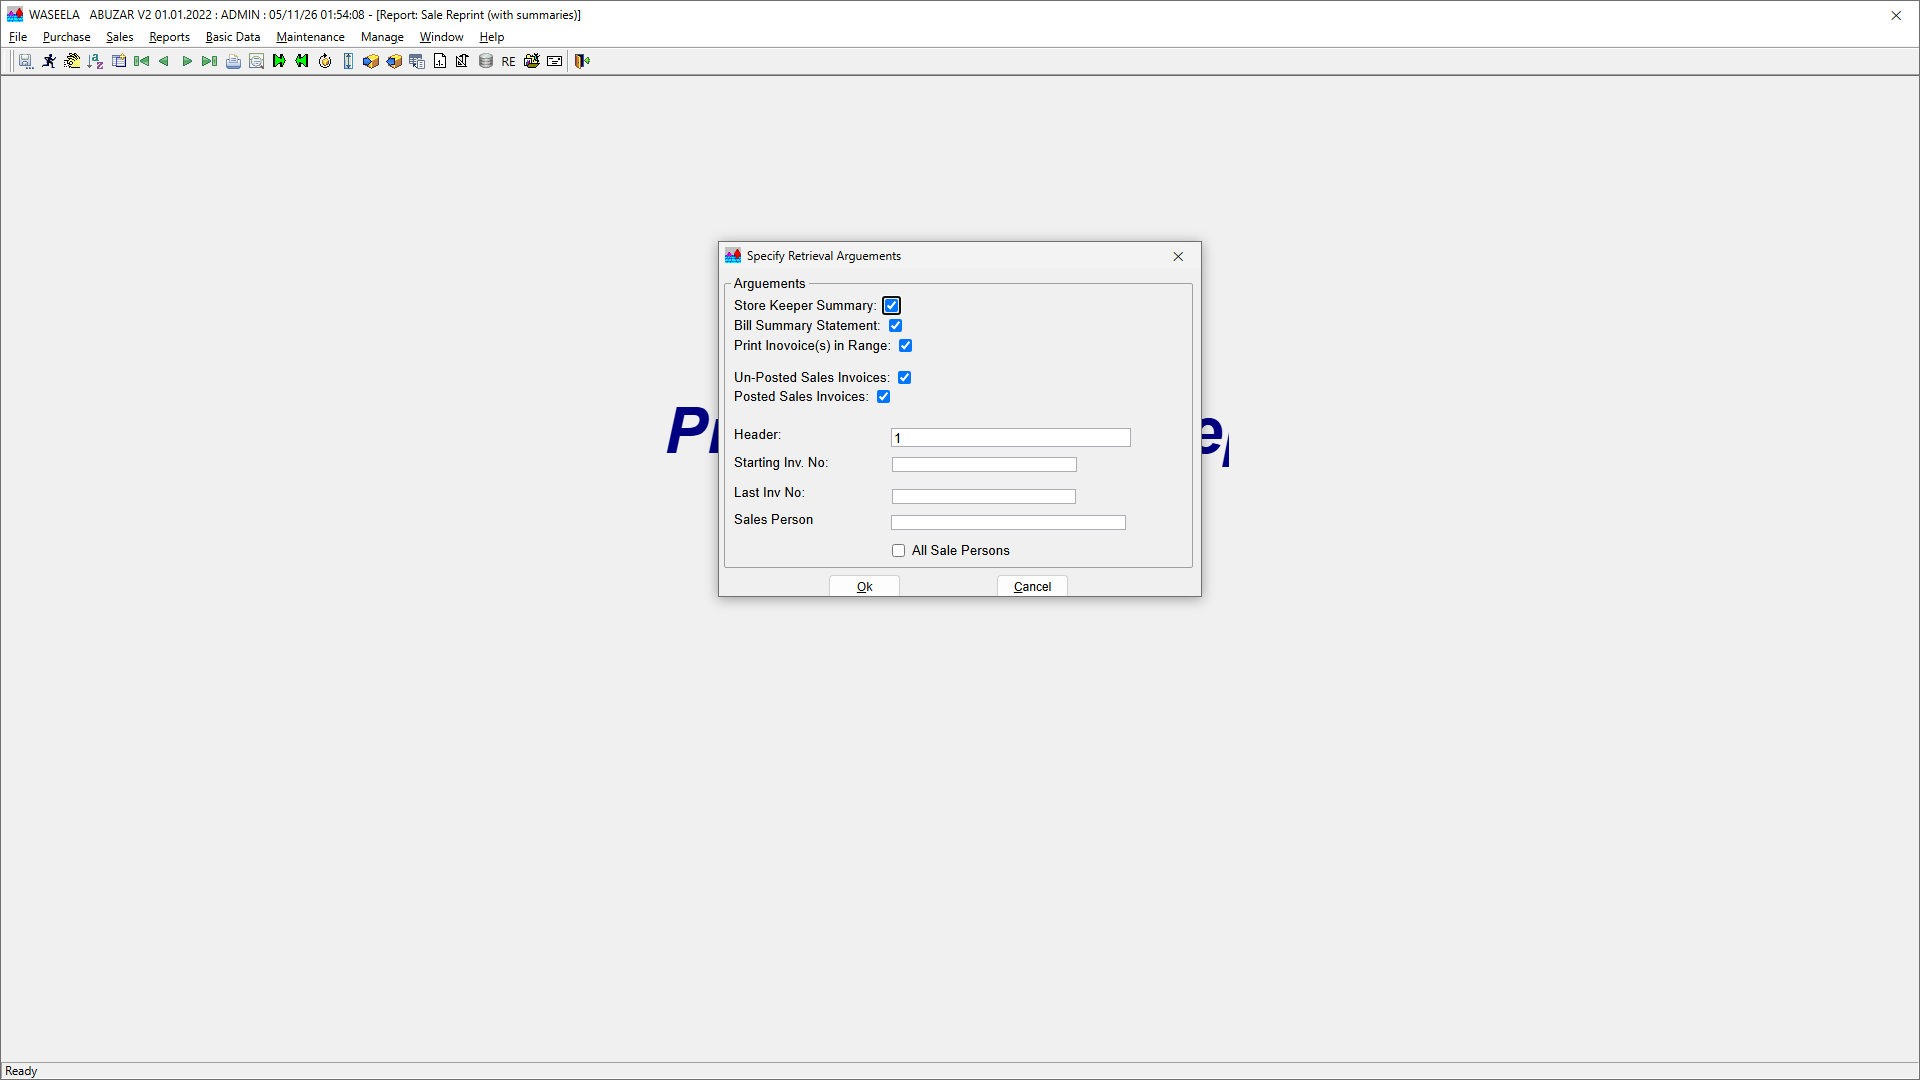 WASEELA   ABUZAR V2 01.01.2022 : ADMIN : 05/11/26 01:54:08 - [Report: Sale Reprint (with summaries)]
File Purchase Sales Reports Basic Data Maintenance Manage Window Help
RE
Specify Retrieval Arguements
Arguements
Store Keeper Summary:
Bill Summary Statement:
Print Inovoice(s) in Range:
Un-Posted Sales Invoices:
Posted Sales Invoices:
Header: 1
Starting Inv. No:
Last Inv No:
Sales Person
All Sale Persons
Ok Cancel
Ready